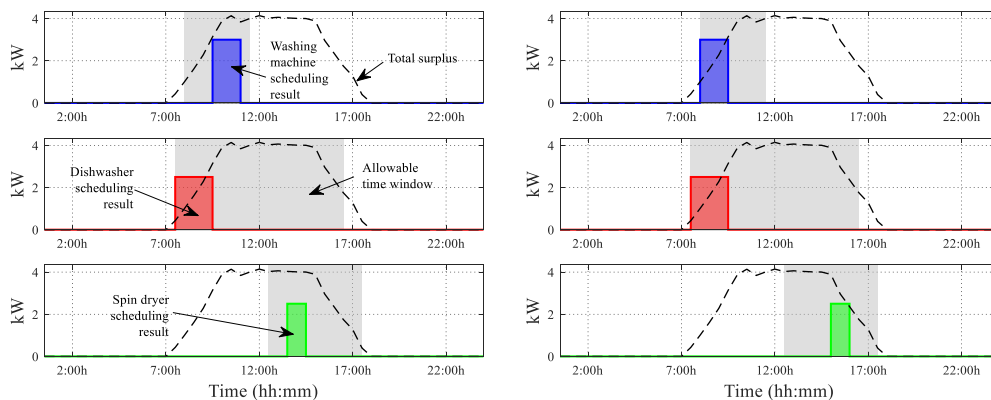 kW
4
2
0
Washing
machine
scheduling
result
Total surplus
2:00h 7:00h 12:00h 17:00h 22:00h
kW
4
2
0
2:00h 7:00h 12:00h 17:00h 22:00h
kW
4
2
0
Dishwasher
scheduling
result
Allowable
time window
2:00h 7:00h 12:00h 17:00h 22:00h
kW
4
2
0
2:00h 7:00h 12:00h 17:00h 22:00h
kW
4
2
0
Spin dryer
scheduling
result
2:00h 7:00h 12:00h 17:00h 22:00h
Time (hh:mm)
kW
4
2
0
2:00h 7:00h 12:00h 17:00h 22:00h
Time (hh:mm)